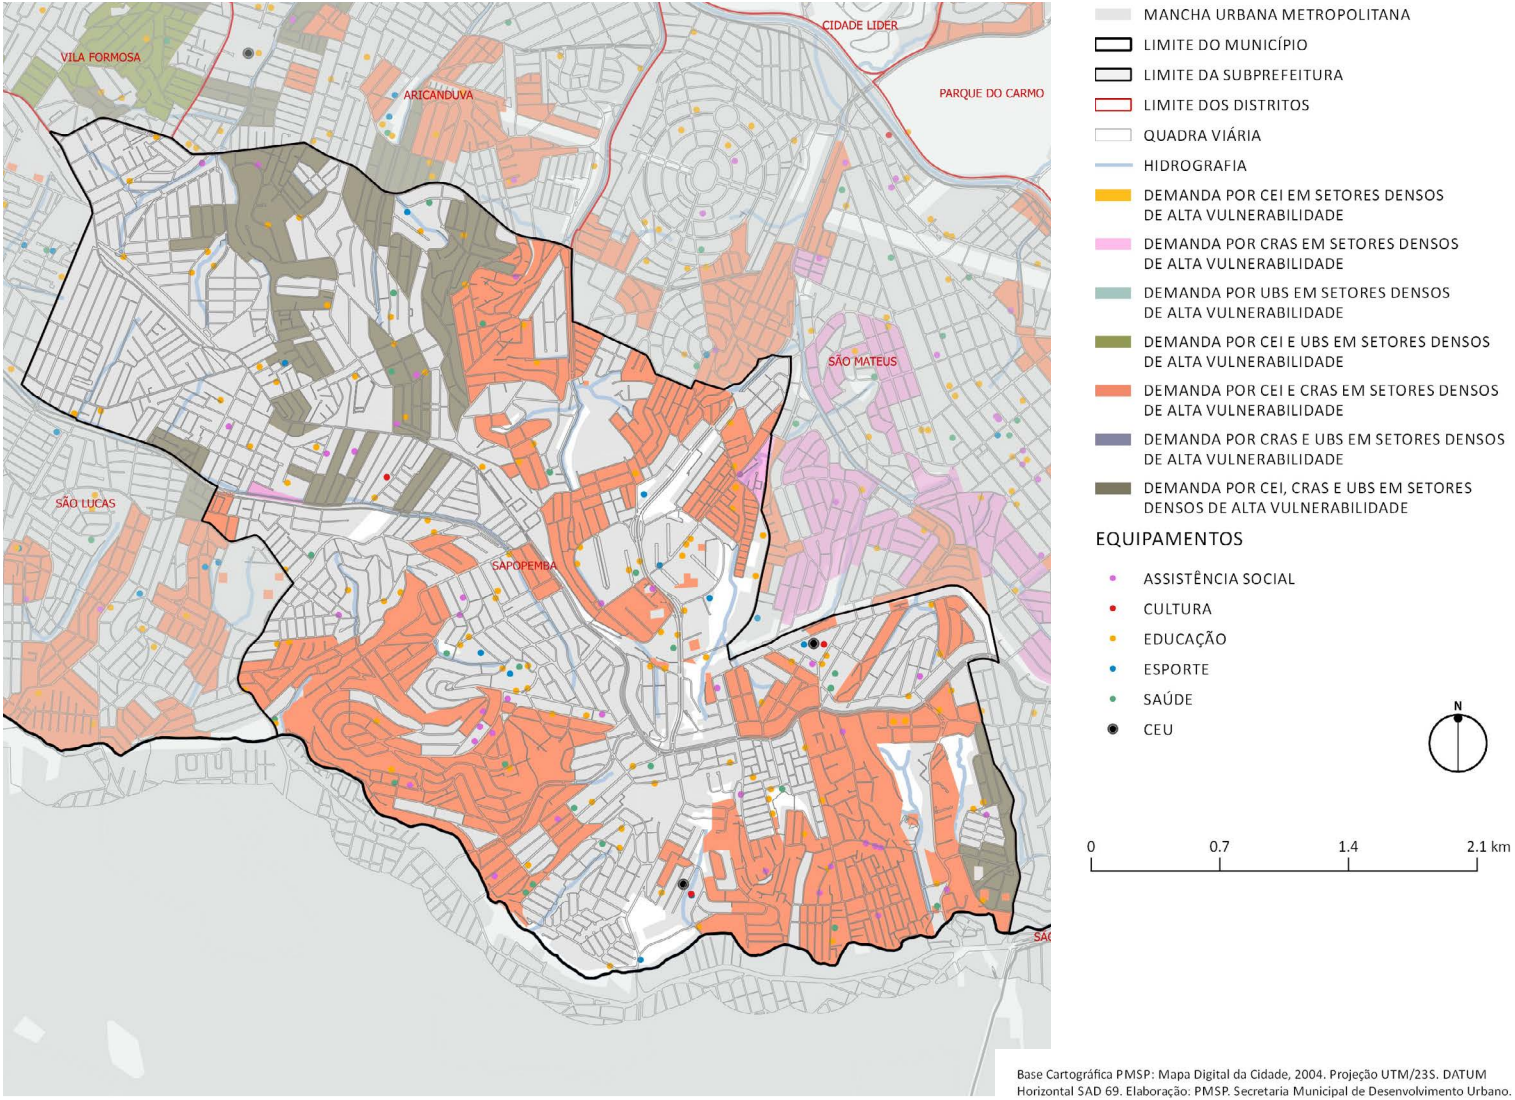 VILA FORMOSA
ARICANDUVA
CIDADE LIDER
PARQUE DO CARMO
SÃO MATEUS
SÃO LUCAS
SAPOPEMBA
SÃO
MANCHA URBANA METROPOLITANA
LIMITE DO MUNICÍPIO
LIMITE DA SUBPREFEITURA
LIMITE DOS DISTRITOS
QUADRA VIÁRIA
HIDROGRAFIA
DEMANDA POR CEI EM SETORES DENSOS
DE ALTA VULNERABILIDADE
DEMANDA POR CRAS EM SETORES DENSOS
DE ALTA VULNERABILIDADE
DEMANDA POR UBS EM SETORES DENSOS
DE ALTA VULNERABILIDADE
DEMANDA POR CEI E UBS EM SETORES DENSOS
DE ALTA VULNERABILIDADE
DEMANDA POR CEI E CRAS EM SETORES DENSOS
DE ALTA VULNERABILIDADE
DEMANDA POR CRAS E UBS EM SETORES DENSOS
DE ALTA VULNERABILIDADE
DEMANDA POR CEI, CRAS E UBS EM SETORES
DENSOS DE ALTA VULNERABILIDADE
EQUIPAMENTOS
ASSISTÊNCIA SOCIAL
CULTURA
EDUCAÇÃO
ESPORTE
SAÚDE
CEU
N
0 0.7 1.4 2.1 km
Base Cartográfica PMSP: Mapa Digital da Cidade, 2004. Projeção UTM/23S. DATUM
Horizontal SAD 69. Elaboração: PMSP. Secretaria Municipal de Desenvolvimento Urbano.